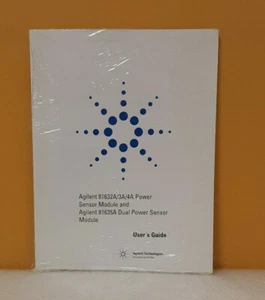 Agilent 81632A/3A/4A Power
Sensor Module and
Agilent 81635A Dual Power Sensor
Module
User's Guide
Agilent Technologies